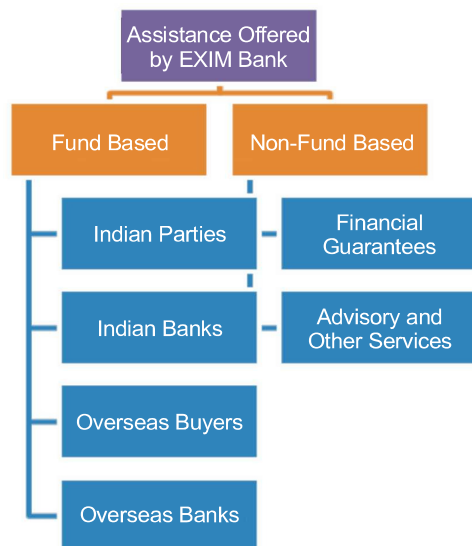 Assistance Offered
by EXIM Bank
Fund Based
Non-Fund Based
Indian Parties
Financial
Guarantees
Indian Banks
Advisory and
Other Services
Overseas Buyers
Overseas Banks